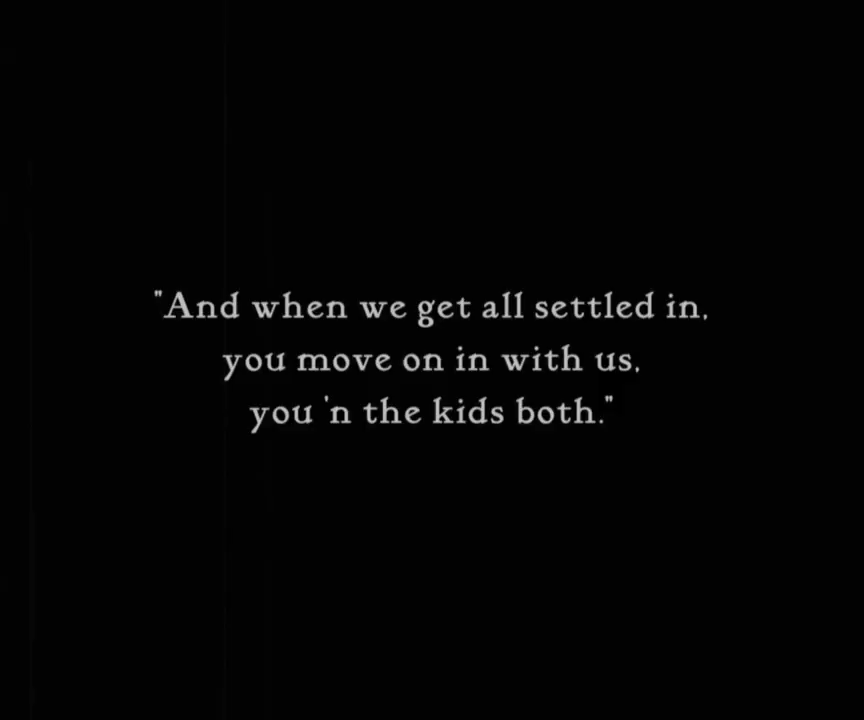 "And when we get all settled in,
you move on in with us,
you 'n the kids both."